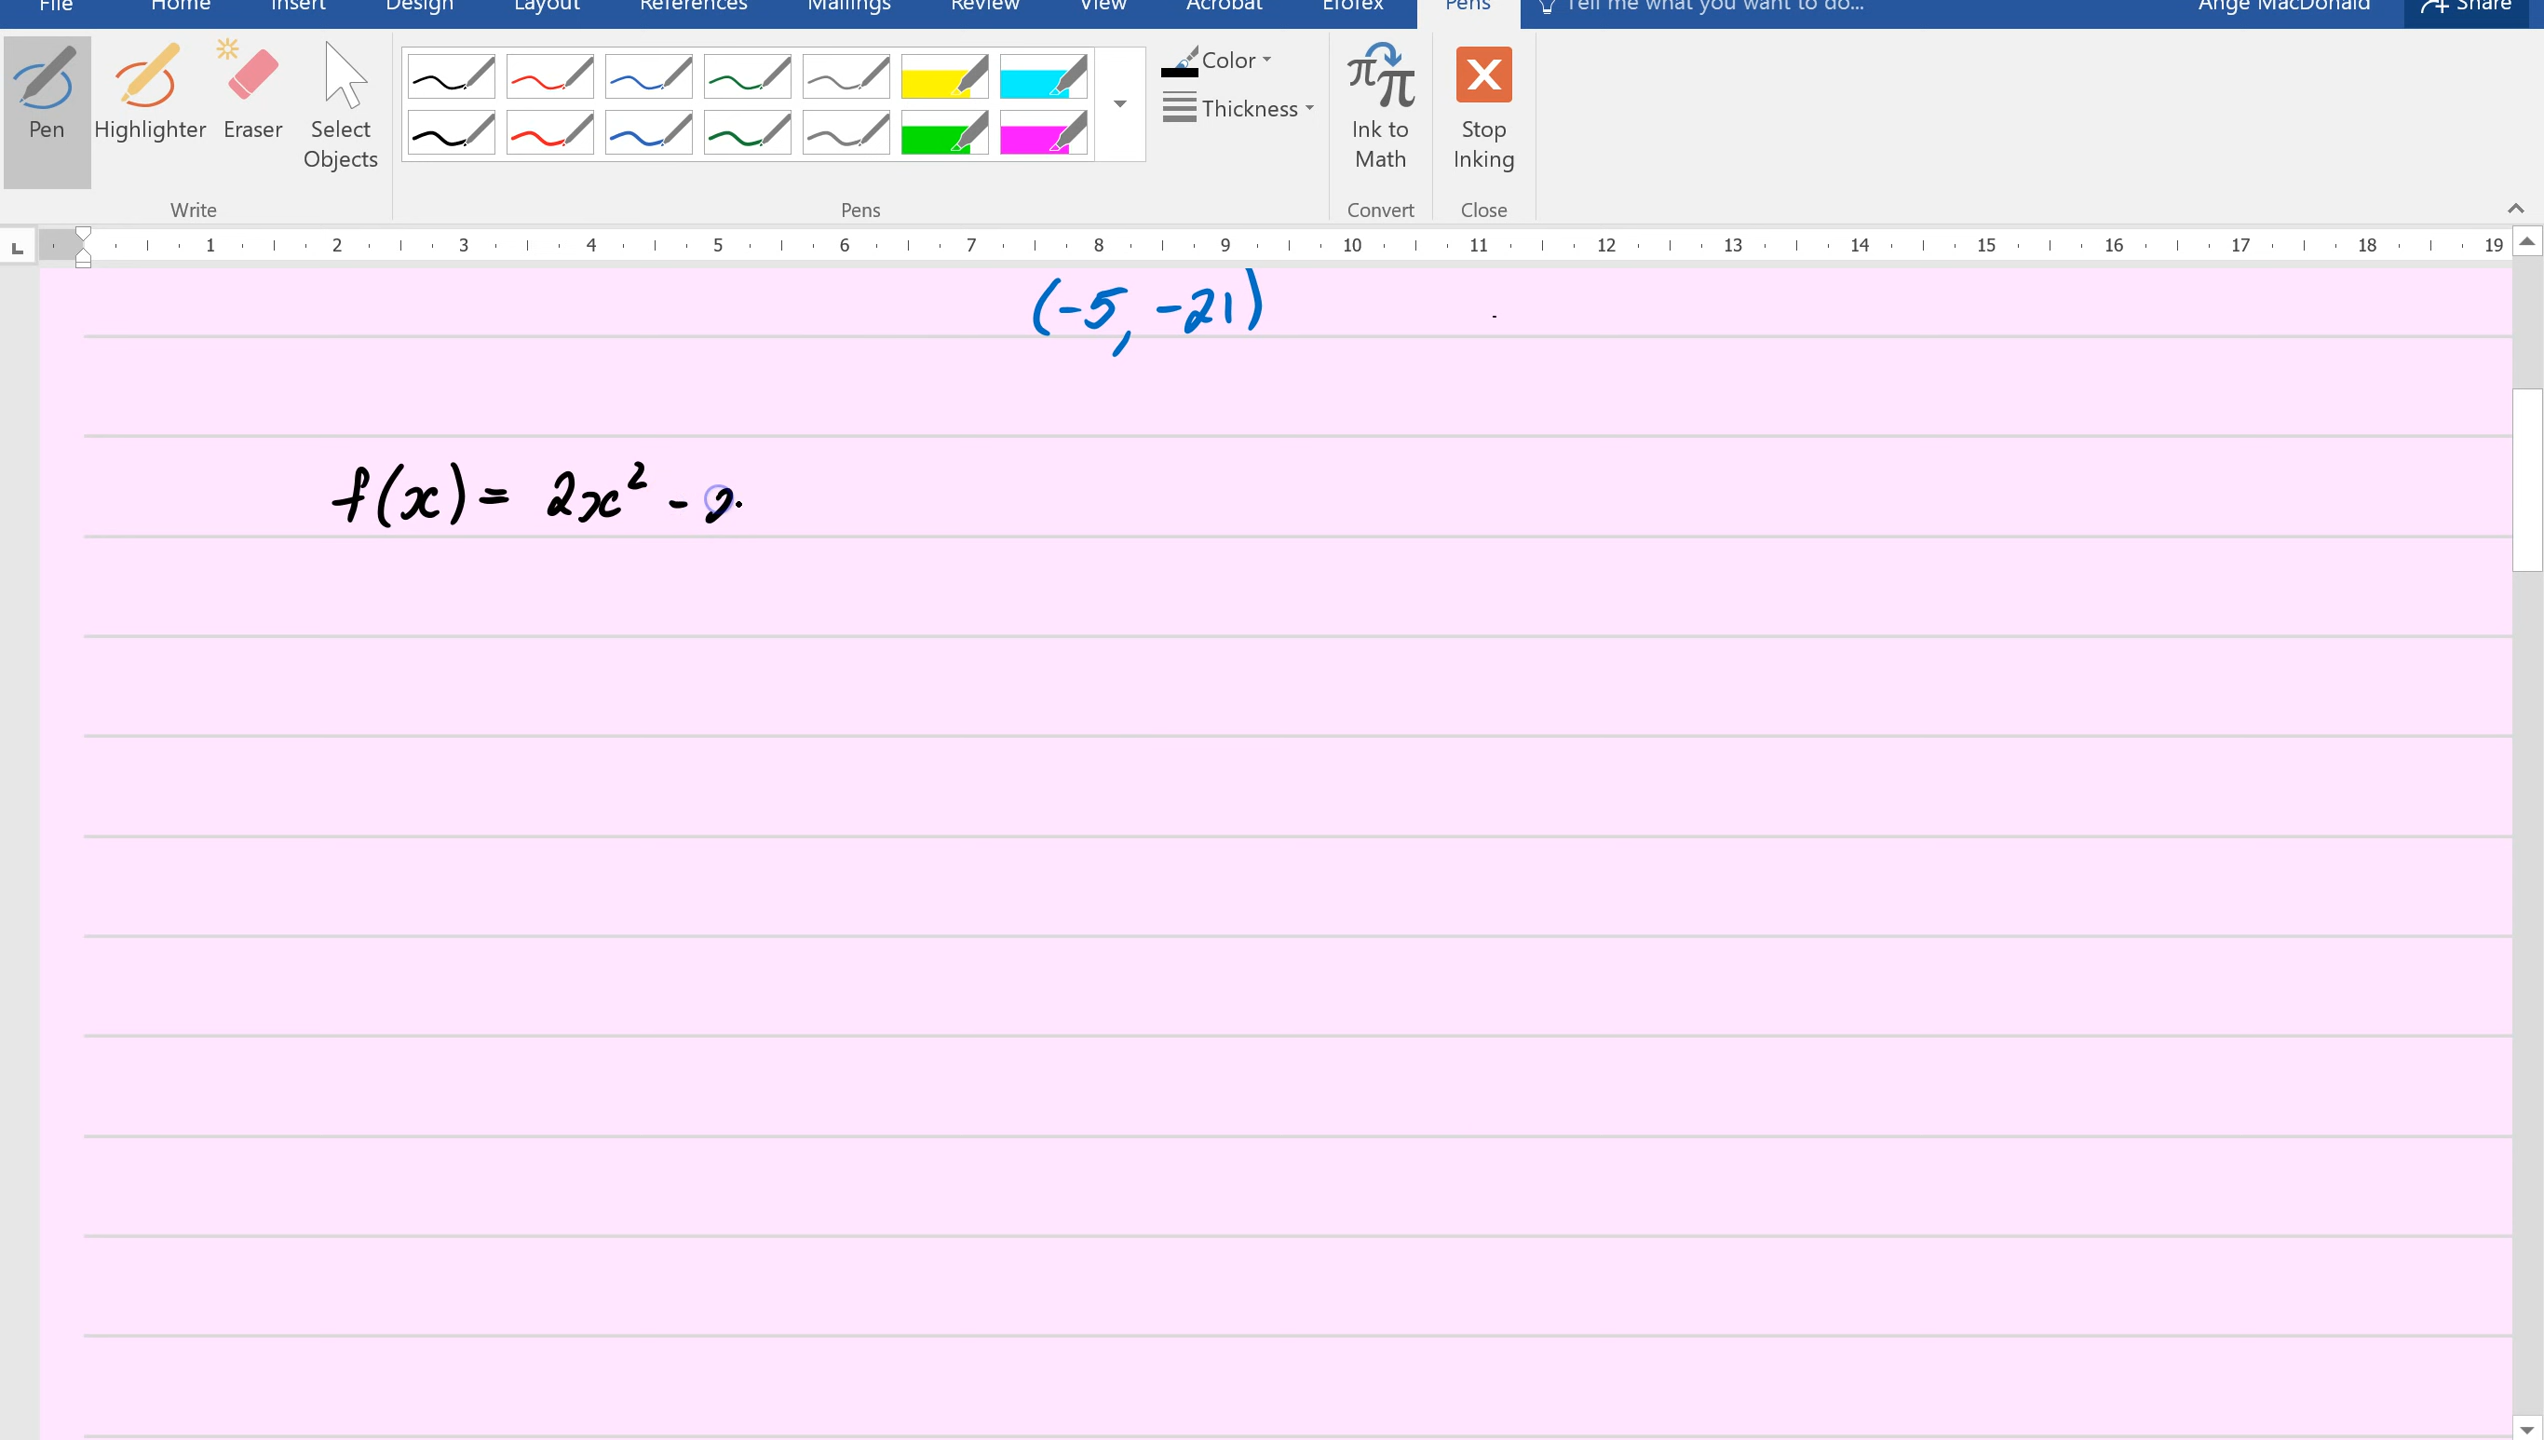 File Home Insert Design Layout References Mailings Review View Acrobat Efofex Pens Tell me what you want to do... Ange MacDonald Share
Pen Highlighter Eraser Select Objects
Color
Thickness
Ink to Math
Stop Inking
Write Pens Convert Close
L 1 2 3 4 5 6 7 8 9 10 11 12 13 14 15 16 17 18 19
(-5, -21)
f(x) = 2x² -